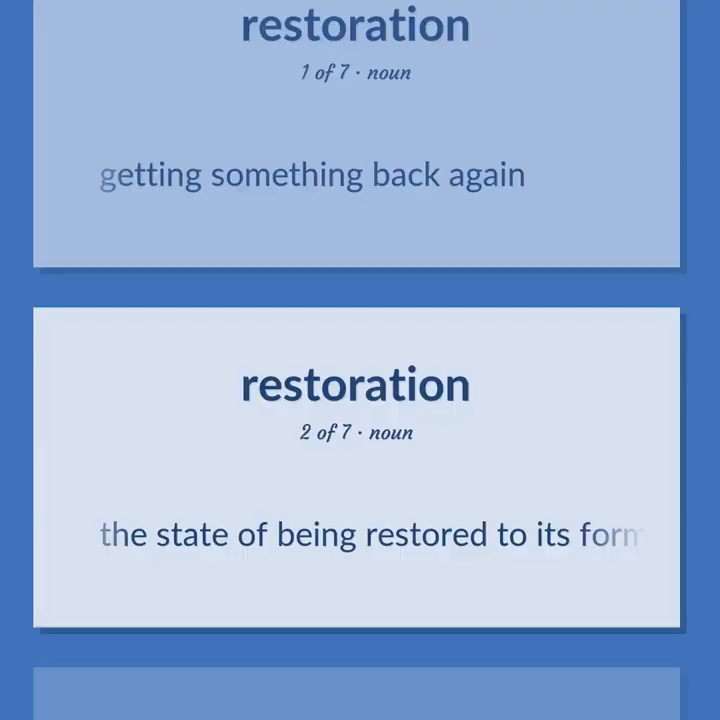 restoration
1 of 7 · noun
getting something back again
restoration
2 of 7 · noun
the state of being restored to its form